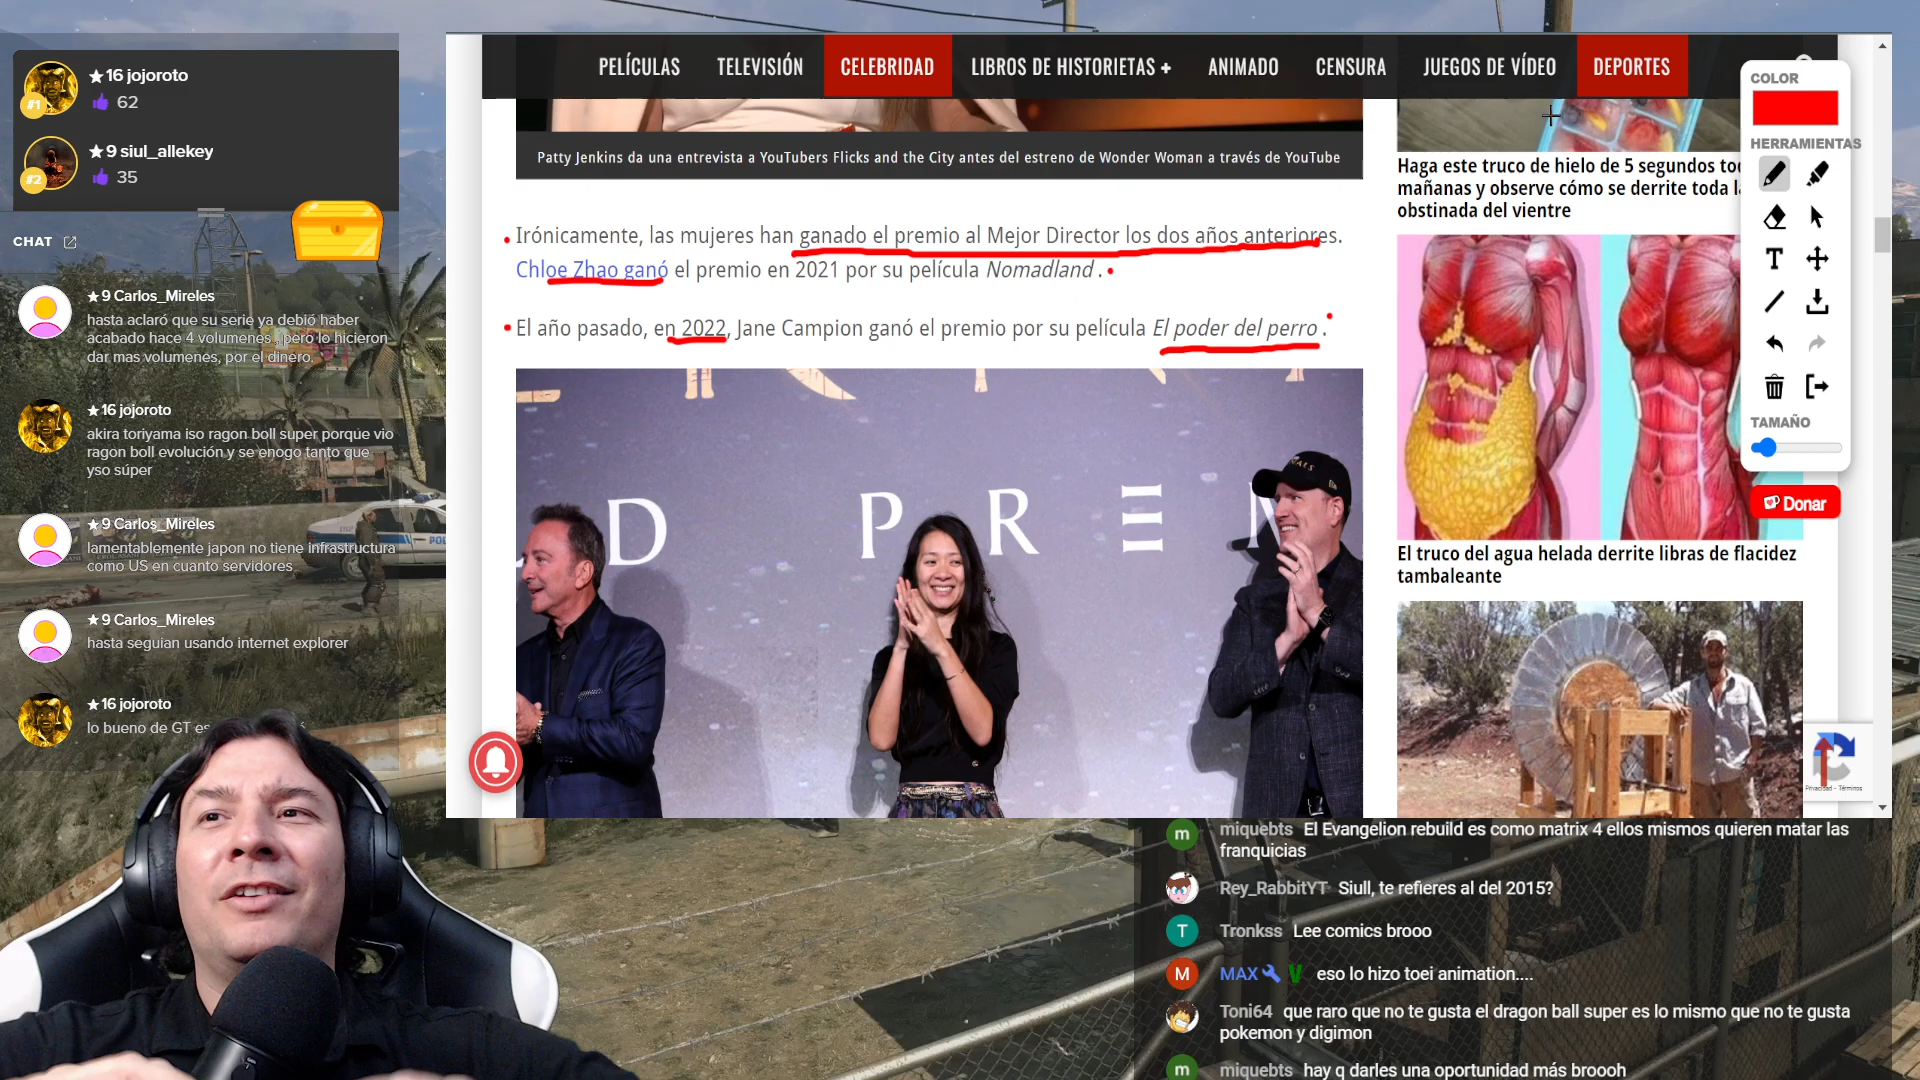 ★16 jojoroto
#1
62
★9 siul_allekey
#2
35
CHAT
★9 Carlos_Mireles
hasta aclaró que su serie ya debió haber
acabado hace 4 volumenes , pero lo hicieron
dar mas volumenes, por el dinero.
★16 jojoroto
akira toriyama iso ragon boll super porque vio
ragon boll evolución y se enogo tanto que
yso súper
★9 Carlos_Mireles
lamentablemente japon no tiene infrastructura
como US en cuanto servidores
★9 Carlos_Mireles
hasta seguian usando internet explorer
★16 jojoroto
lo bueno de GT es
PELÍCULAS TELEVISIÓN CELEBRIDAD LIBROS DE HISTORIETAS + ANIMADO CENSURA JUEGOS DE VÍDEO DEPORTES
Patty Jenkins da una entrevista a YouTubers Flicks and the City antes del estreno de Wonder Woman a través de YouTube
Irónicamente, las mujeres han ganado el premio al Mejor Director los dos años anteriores.
Chloe Zhao ganó el premio en 2021 por su película Nomadland .
El año pasado, en 2022, Jane Campion ganó el premio por su película El poder del perro .
D PREM
Haga este truco de hielo de 5 segundos
mañanas y observe cómo se derrite toda
obstinada del vientre
El truco del agua helada derrite libras de flacidez
tambaleante
COLOR
HERRAMIENTAS
T
TAMAÑO
Donar
POL
Privacidad - Términos
m miquebts El Evangelion rebuild es como matrix 4 ellos mismos quieren matar las
franquicias
Rey_RabbitYT Siull, te refieres al del 2015?
T Tronkss Lee comics brooo
M MAX eso lo hizo toei animation....
Toni64 que raro que no te gusta el dragon ball super es lo mismo que no te gusta
pokemon y digimon
m miquebts hay q darles una oportunidad más broooh